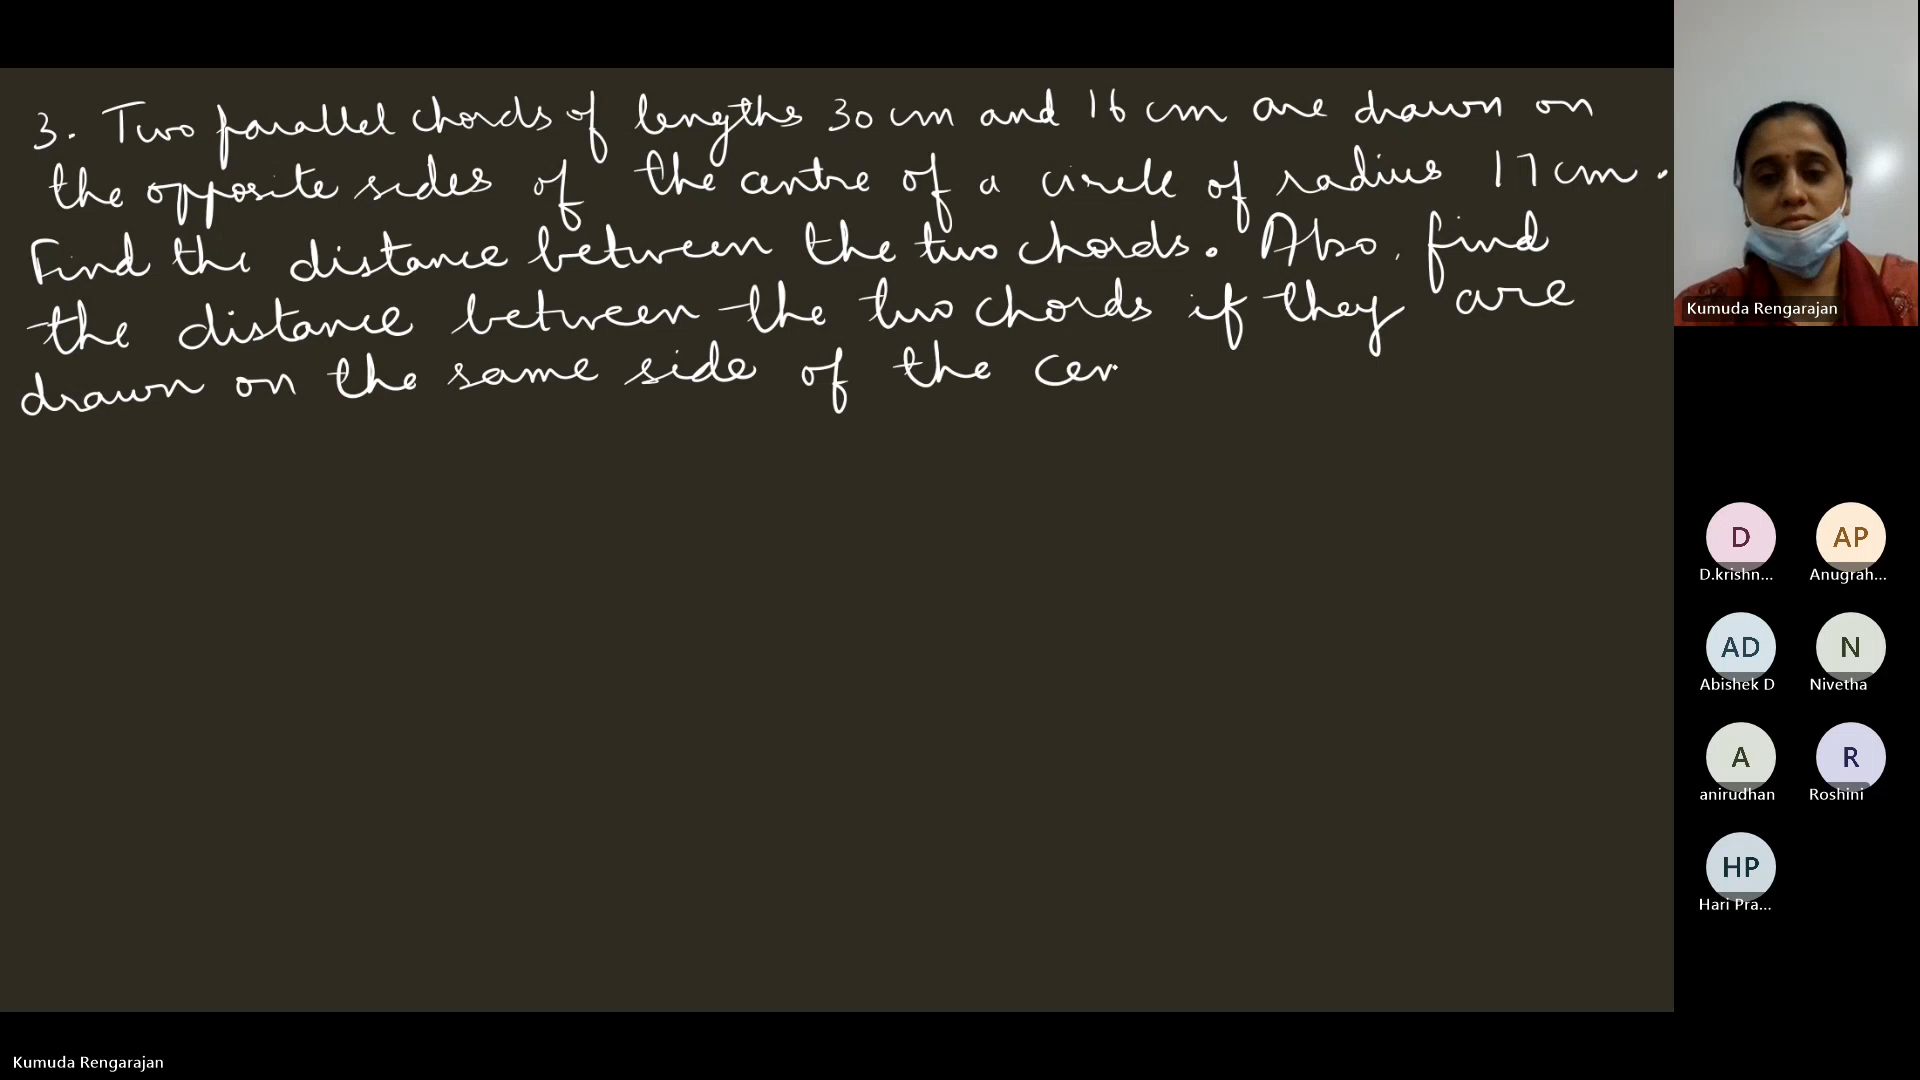 3. Two parallel chords of lengths 30 cm and 16 cm are drawn on
the opposite sides of the centre of a circle of radius 17 cm.
Find the distance between the two chords. Also, find
the distance between the two chords if they are
drawn on the same side of the cen
Kumuda Rengarajan
D
AP
D.krishn...
Anugrah...
AD
N
Abishek D
Nivetha
A
R
anirudhan
Roshini
HP
Hari Pra...
Kumuda Rengarajan